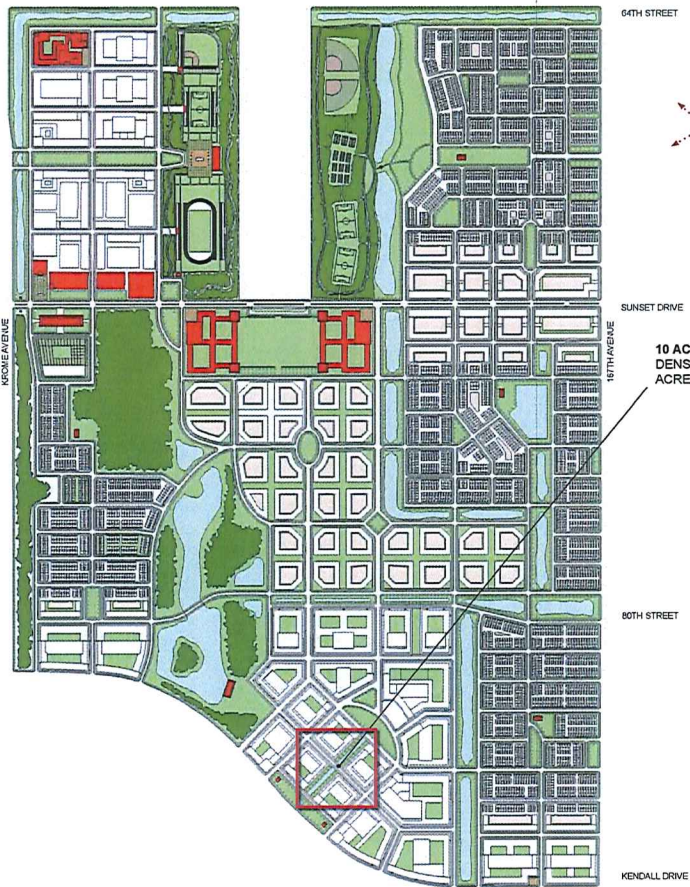 64TH STREET
SUNSET DRIVE
KROME AVENUE
167TH AVENUE
10 AC
DENS
ACRE
80TH STREET
KENDALL DRIVE